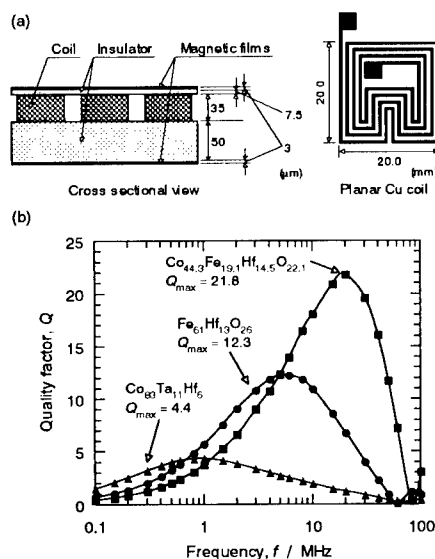 (a)
Coil
Insulator
Magnetic films
35
50
7.5
3
(μm)
Cross sectional view
20.0
20.0
(mm)
Planar Cu coil
(b)
Quality factor, Q
25
20
15
10
5
0
Co44.3Fe19.1Hf14.5O22.1
Qmax = 21.8
Fe61Hf13O26
Qmax = 12.3
Co83Ta11Hf6
Qmax = 4.4
0.1
1
10
100
Frequency, f / MHz